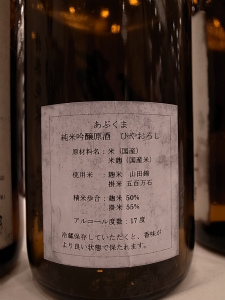 あぶくま
純米吟醸原酒　ひやおろし
原材料名：米（国産）
米麹（国産米）
使用米　：麹米　山田錦
掛米　五百万石
精米歩合：麹米　50％
掛米　55％
アルコール度数：17度
冷蔵保存していただくと、香味が
より良い状態で保たれます。